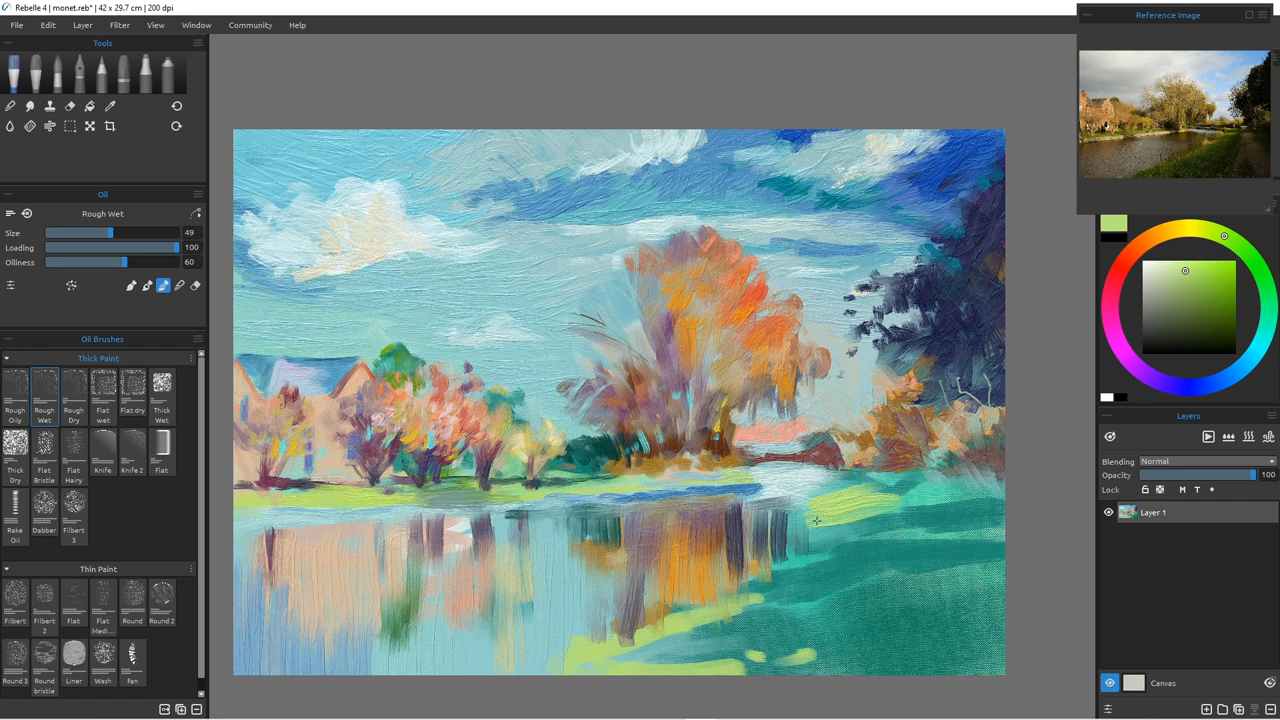 Rebelle 4 | monet.reb* | 42 x 29.7 cm | 200 dpi
File Edit Layer Filter View Window Community Help
Tools
Oil
Rough Wet
Size 49
Loading 100
Oiliness 60
Oil Brushes
Thick Paint
Rough Oily
Rough Wet
Rough Dry
Flat wet
Flat dry
Thick Wet
Thick Dry
Flat Bristle
Flat Hairy
Knife
Knife 2
Flat
Rake Oil
Dabber
Filbert 3
Thin Paint
Filbert
Filbert 2
Flat
Flat Medi...
Round
Round 2
Round 3
Round bristle
Liner
Wash
Fan
Reference Image
Layers
Blending Normal
Opacity 100
Lock M T
Layer 1
Canvas